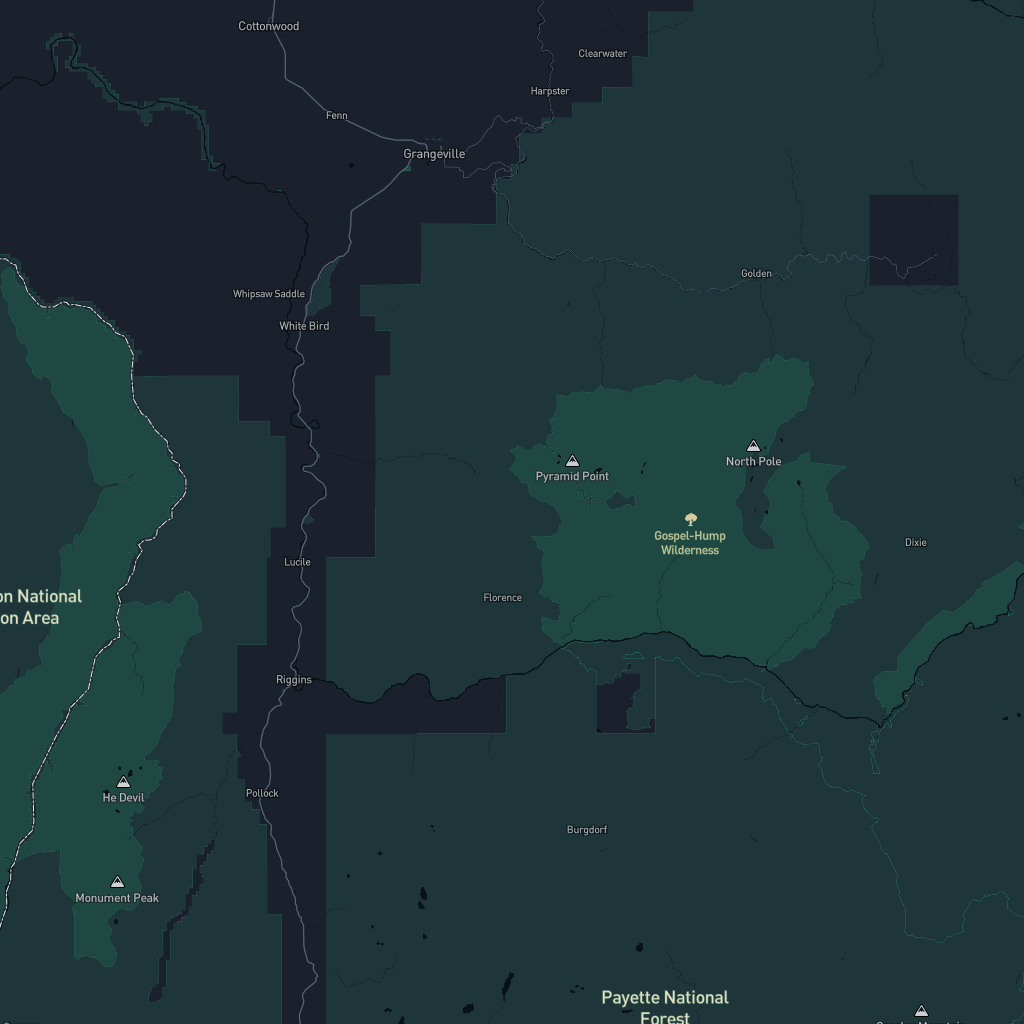 Cottonwood
Clearwater
Harpster
Fenn
Grangeville
Golden
Whipsaw Saddle
White Bird
North Pole
Pyramid Point
Gospel-Hump
Wilderness
Dixie
Lucile
on National
on Area
Florence
Riggins
He Devil
Pollock
Burgdorf
Monument Peak
Payette National
Forest